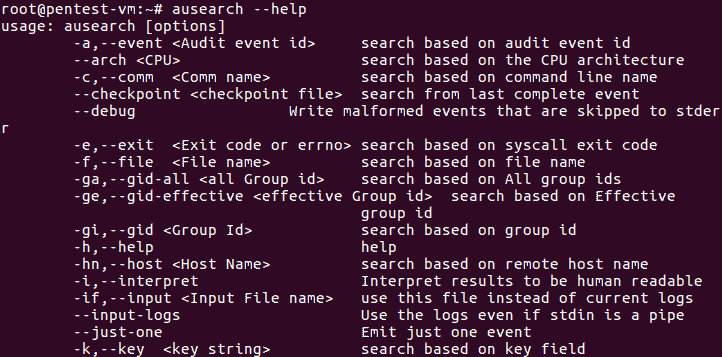 root@pentest-vm:~# ausearch --help
usage: ausearch [options]
-a,--event <Audit event id> search based on audit event id
--arch <CPU> search based on the CPU architecture
-c,--comm <Comm name> search based on command line name
--checkpoint <checkpoint file> search from last complete event
--debug Write malformed events that are skipped to stder
r
-e,--exit <Exit code or errno> search based on syscall exit code
-f,--file <File name> search based on file name
-ga,--gid-all <all Group id> search based on All group ids
-ge,--gid-effective <effective Group id> search based on Effective
group id
-gi,--gid <Group Id> search based on group id
-h,--help help
-hn,--host <Host Name> search based on remote host name
-i,--interpret Interpret results to be human readable
-if,--input <Input File name> use this file instead of current logs
--input-logs Use the logs even if stdin is a pipe
--just-one Emit just one event
-k,--key <key string> search based on key field